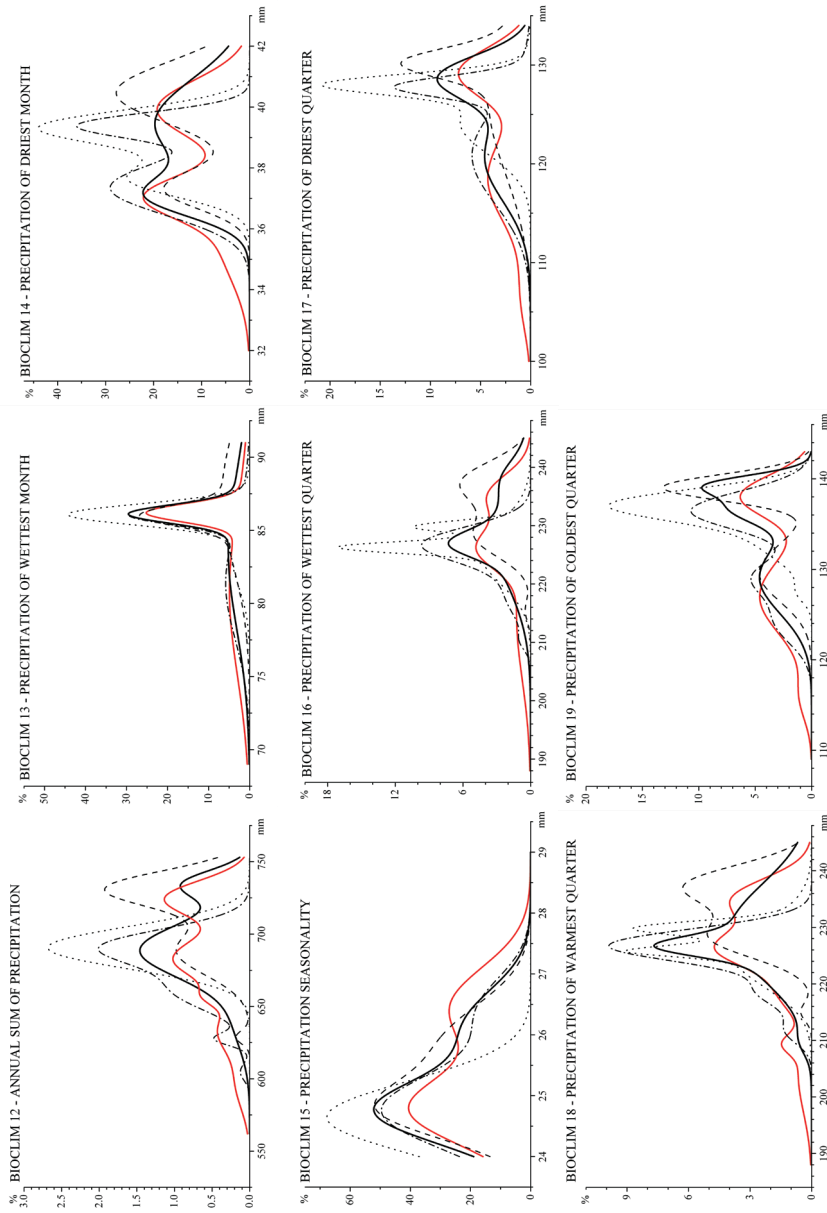 % BIOCLIM 12 - ANNUAL SUM OF PRECIPITATION
3.0
2.5
2.0
1.5
1.0
0.5
0.0
550 600 650 700 750 mm
% BIOCLIM 13 - PRECIPITATION OF WETTEST MONTH
50
40
30
20
10
0
70 75 80 85 90 mm
% BIOCLIM 14 - PRECIPITATION OF DRIEST MONTH
40
30
20
10
0
32 34 36 38 40 42 mm
% BIOCLIM 15 - PRECIPITATION SEASONALITY
60
40
20
0
24 25 26 27 28 29
% BIOCLIM 16 - PRECIPITATION OF WETTEST QUARTER
18
12
6
0
190 200 210 220 230 240 mm
% BIOCLIM 17 - PRECIPITATION OF DRIEST QUARTER
20
15
10
5
0
100 110 120 130 mm
% BIOCLIM 18 - PRECIPITATION OF WARMEST QUARTER
9
6
3
0
190 200 210 220 230 240 mm
% BIOCLIM 19 - PRECIPITATION OF COLDEST QUARTER
20
15
10
5
0
110 120 130 140 mm